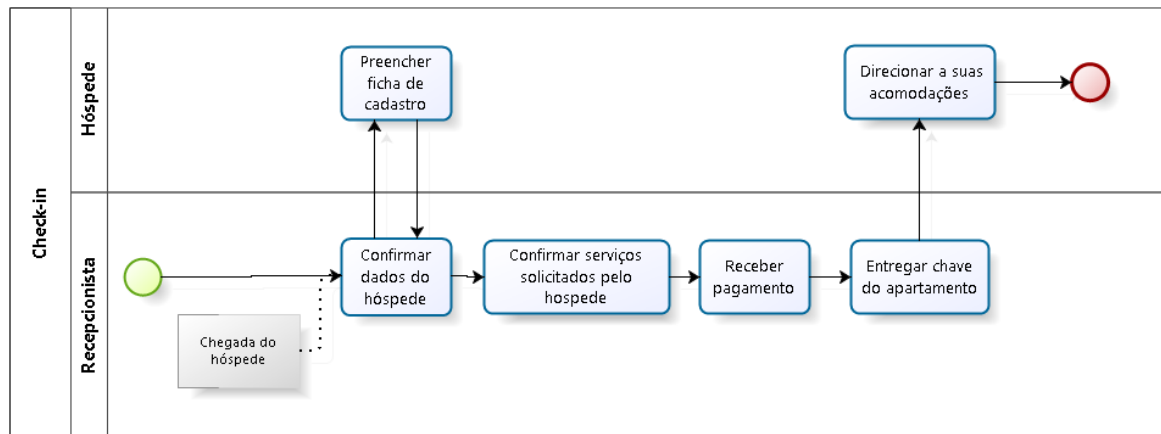 Check-in
Hóspede
Preencher
ficha de
cadastro
Direcionar a suas
acomodações
Recepcionista
Confirmar
dados do
hóspede
Confirmar serviços
solicitados pelo
hospede
Receber
pagamento
Entregar chave
do apartamento
Chegada do
hóspede